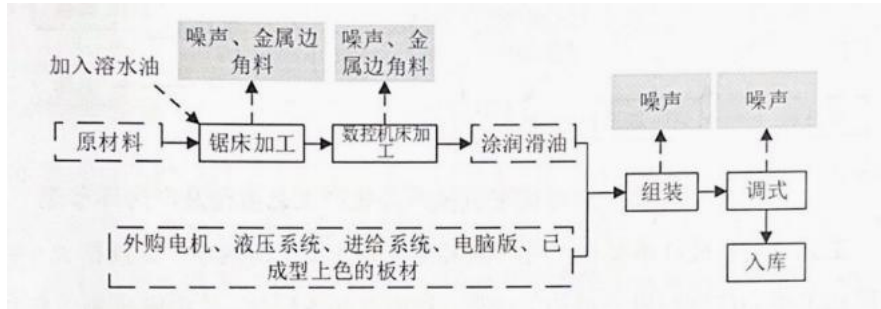 噪声、金属边
角料
噪声、金
属边角料
加入溶水油
噪声
噪声
原材料
锯床加工
数控机床加
工
涂润滑油
组装
调式
外购电机、液压系统、进给系统、电脑版、已
成型上色的板材
入库